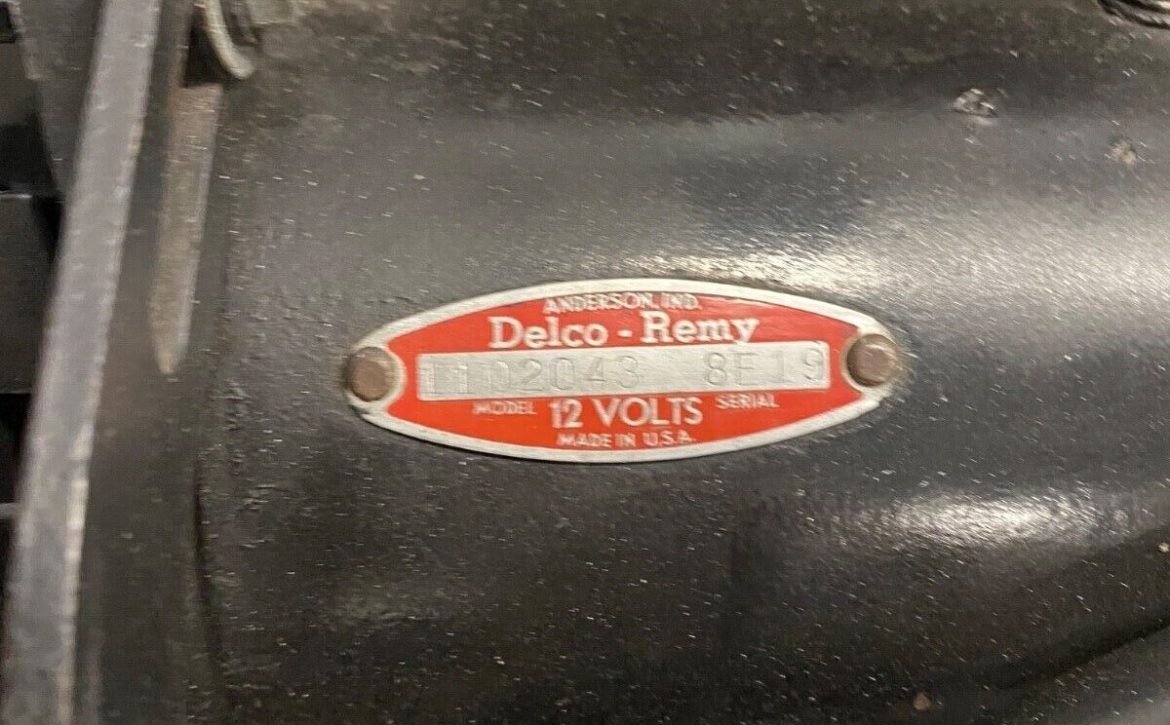 ANDERSON, IND.
Delco - Remy
1102043 8E19
MODEL 12 VOLTS SERIAL
MADE IN U.S.A.